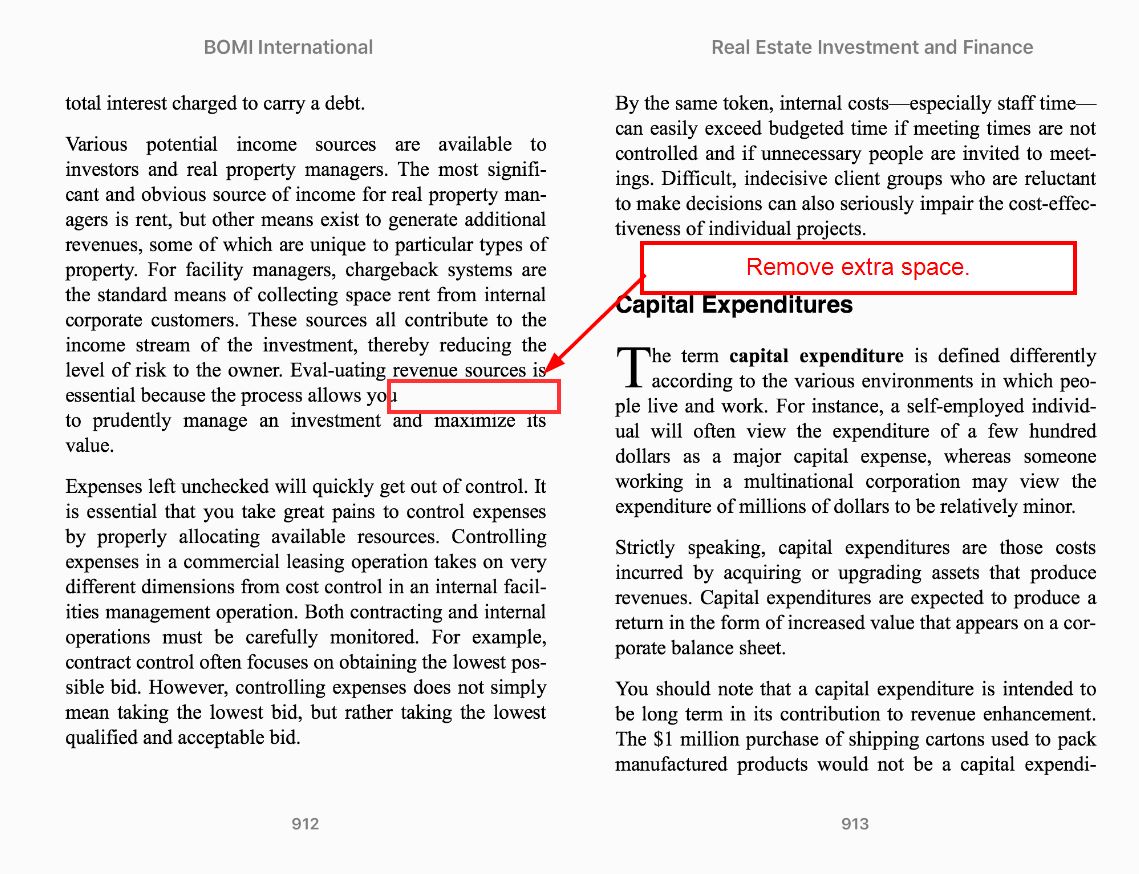 BOMI International
total interest charged to carry a debt.
Various potential income sources are available to
investors and real property managers. The most signifi-
cant and obvious source of income for real property man-
agers is rent, but other means exist to generate additional
revenues, some of which are unique to particular types of
property. For facility managers, chargeback systems are
the standard means of collecting space rent from internal
corporate customers. These sources all contribute to the
income stream of the investment, thereby reducing the
level of risk to the owner. Eval-uating revenue sources is
essential because the process allows you
to prudently manage an investment and maximize its
value.
Expenses left unchecked will quickly get out of control. It
is essential that you take great pains to control expenses
by properly allocating available resources. Controlling
expenses in a commercial leasing operation takes on very
different dimensions from cost control in an internal facil-
ities management operation. Both contracting and internal
operations must be carefully monitored. For example,
contract control often focuses on obtaining the lowest pos-
sible bid. However, controlling expenses does not simply
mean taking the lowest bid, but rather taking the lowest
qualified and acceptable bid.
912
Real Estate Investment and Finance
By the same token, internal costs—especially staff time—
can easily exceed budgeted time if meeting times are not
controlled and if unnecessary people are invited to meet-
ings. Difficult, indecisive client groups who are reluctant
to make decisions can also seriously impair the cost-effec-
tiveness of individual projects.
Remove extra space.
Capital Expenditures
The term capital expenditure is defined differently
according to the various environments in which peo-
ple live and work. For instance, a self-employed individ-
ual will often view the expenditure of a few hundred
dollars as a major capital expense, whereas someone
working in a multinational corporation may view the
expenditure of millions of dollars to be relatively minor.
Strictly speaking, capital expenditures are those costs
incurred by acquiring or upgrading assets that produce
revenues. Capital expenditures are expected to produce a
return in the form of increased value that appears on a cor-
porate balance sheet.
You should note that a capital expenditure is intended to
be long term in its contribution to revenue enhancement.
The $1 million purchase of shipping cartons used to pack
manufactured products would not be a capital expendi-
913